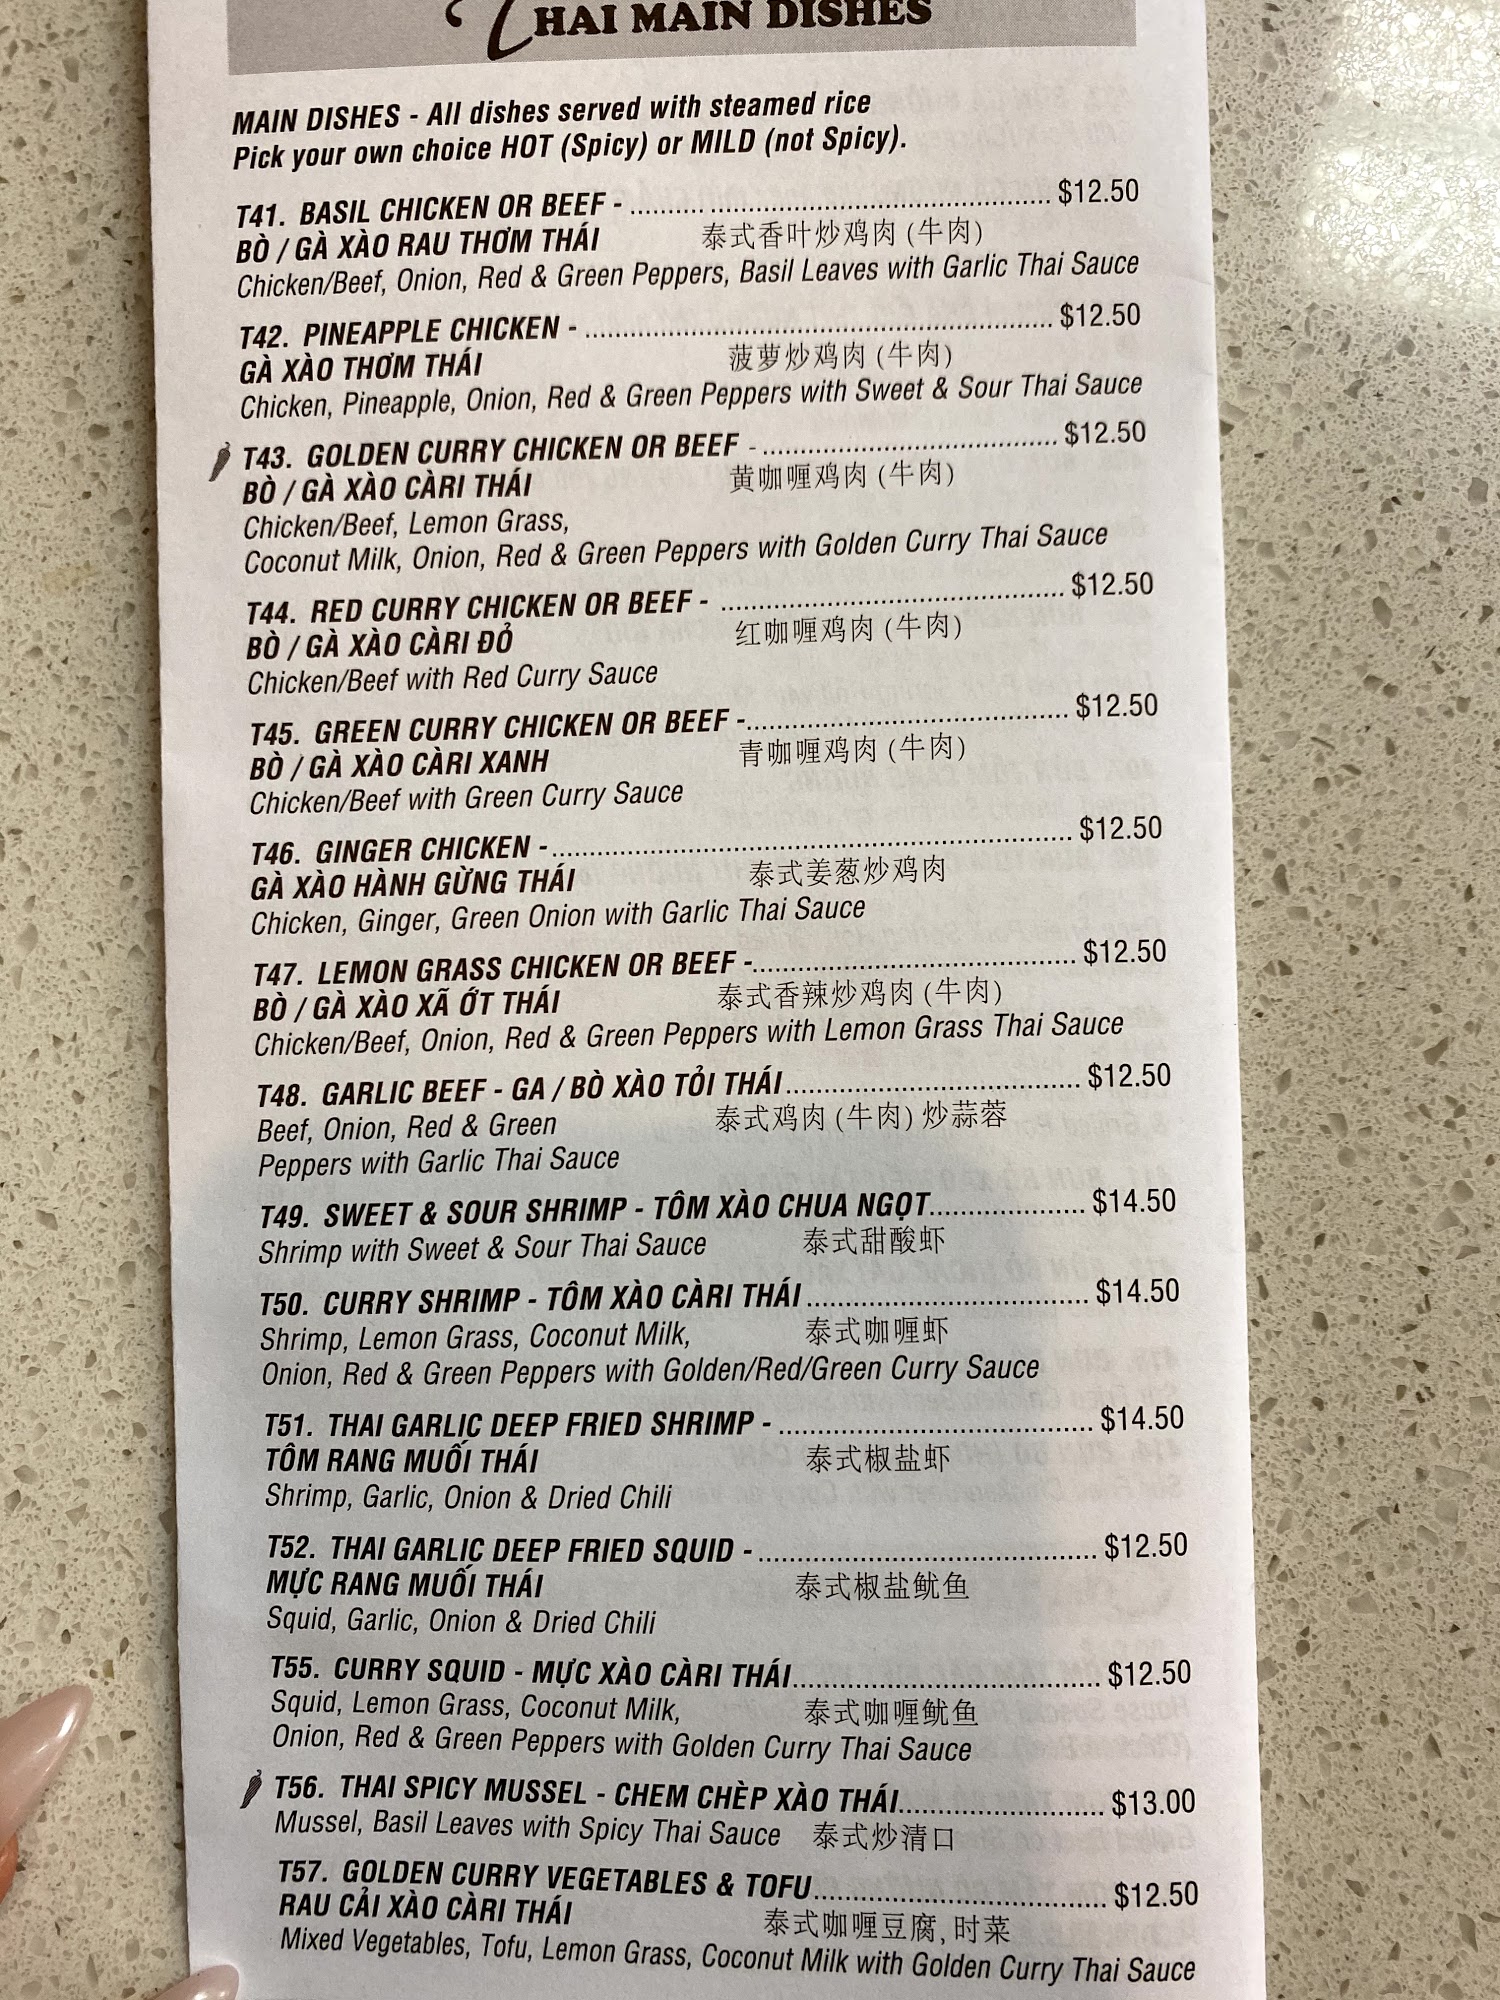 THAI MAIN DISHES
MAIN DISHES - All dishes served with steamed rice
Pick your own choice HOT (Spicy) or MILD (not Spicy).
T41. BASIL CHICKEN OR BEEF - ........................................................ $12.50
BÒ / GÀ XÀO RAU THƠM THÁI 泰式香叶炒鸡肉 (牛肉)
Chicken/Beef, Onion, Red & Green Peppers, Basil Leaves with Garlic Thai Sauce
T42. PINEAPPLE CHICKEN - .............................................................. $12.50
GÀ XÀO THƠM THÁI 菠萝炒鸡肉 (牛肉)
Chicken, Pineapple, Onion, Red & Green Peppers with Sweet & Sour Thai Sauce
T43. GOLDEN CURRY CHICKEN OR BEEF - ....................................... $12.50
BÒ / GÀ XÀO CÀRI THÁI 黄咖喱鸡肉 (牛肉)
Chicken/Beef, Lemon Grass,
Coconut Milk, Onion, Red & Green Peppers with Golden Curry Thai Sauce
T44. RED CURRY CHICKEN OR BEEF - .............................................. $12.50
BÒ / GÀ XÀO CÀRI ĐỎ 红咖喱鸡肉 (牛肉)
Chicken/Beef with Red Curry Sauce
T45. GREEN CURRY CHICKEN OR BEEF -........................................... $12.50
BÒ / GÀ XÀO CÀRI XANH 青咖喱鸡肉 (牛肉)
Chicken/Beef with Green Curry Sauce
T46. GINGER CHICKEN -..................................................................... $12.50
GÀ XÀO HÀNH GỪNG THÁI 泰式姜葱炒鸡肉
Chicken, Ginger, Green Onion with Garlic Thai Sauce
T47. LEMON GRASS CHICKEN OR BEEF -........................................... $12.50
BÒ / GÀ XÀO XÃ ỚT THÁI 泰式香辣炒鸡肉 (牛肉)
Chicken/Beef, Onion, Red & Green Peppers with Lemon Grass Thai Sauce
T48. GARLIC BEEF - GA / BÒ XÀO TỎI THÁI....................................... $12.50
Beef, Onion, Red & Green 泰式鸡肉 (牛肉) 炒蒜蓉
Peppers with Garlic Thai Sauce
T49. SWEET & SOUR SHRIMP - TÔM XÀO CHUA NGỌT..................... $14.50
Shrimp with Sweet & Sour Thai Sauce 泰式甜酸虾
T50. CURRY SHRIMP - TÔM XÀO CÀRI THÁI ...................................... $14.50
Shrimp, Lemon Grass, Coconut Milk, 泰式咖喱虾
Onion, Red & Green Peppers with Golden/Red/Green Curry Sauce
T51. THAI GARLIC DEEP FRIED SHRIMP - .......................................... $14.50
TÔM RANG MUỐI THÁI 泰式椒盐虾
Shrimp, Garlic, Onion & Dried Chili
T52. THAI GARLIC DEEP FRIED SQUID - ............................................. $12.50
MỰC RANG MUỐI THÁI 泰式椒盐鱿鱼
Squid, Garlic, Onion & Dried Chili
T55. CURRY SQUID - MỰC XÀO CÀRI THÁI......................................... $12.50
Squid, Lemon Grass, Coconut Milk, 泰式咖喱鱿鱼
Onion, Red & Green Peppers with Golden Curry Thai Sauce
T56. THAI SPICY MUSSEL - CHEM CHÈP XÀO THÁI........................... $13.00
Mussel, Basil Leaves with Spicy Thai Sauce 泰式炒清口
T57. GOLDEN CURRY VEGETABLES & TOFU....................................... $12.50
RAU CẢI XÀO CÀRI THÁI 泰式咖喱豆腐, 时菜
Mixed Vegetables, Tofu, Lemon Grass, Coconut Milk with Golden Curry Thai Sauce